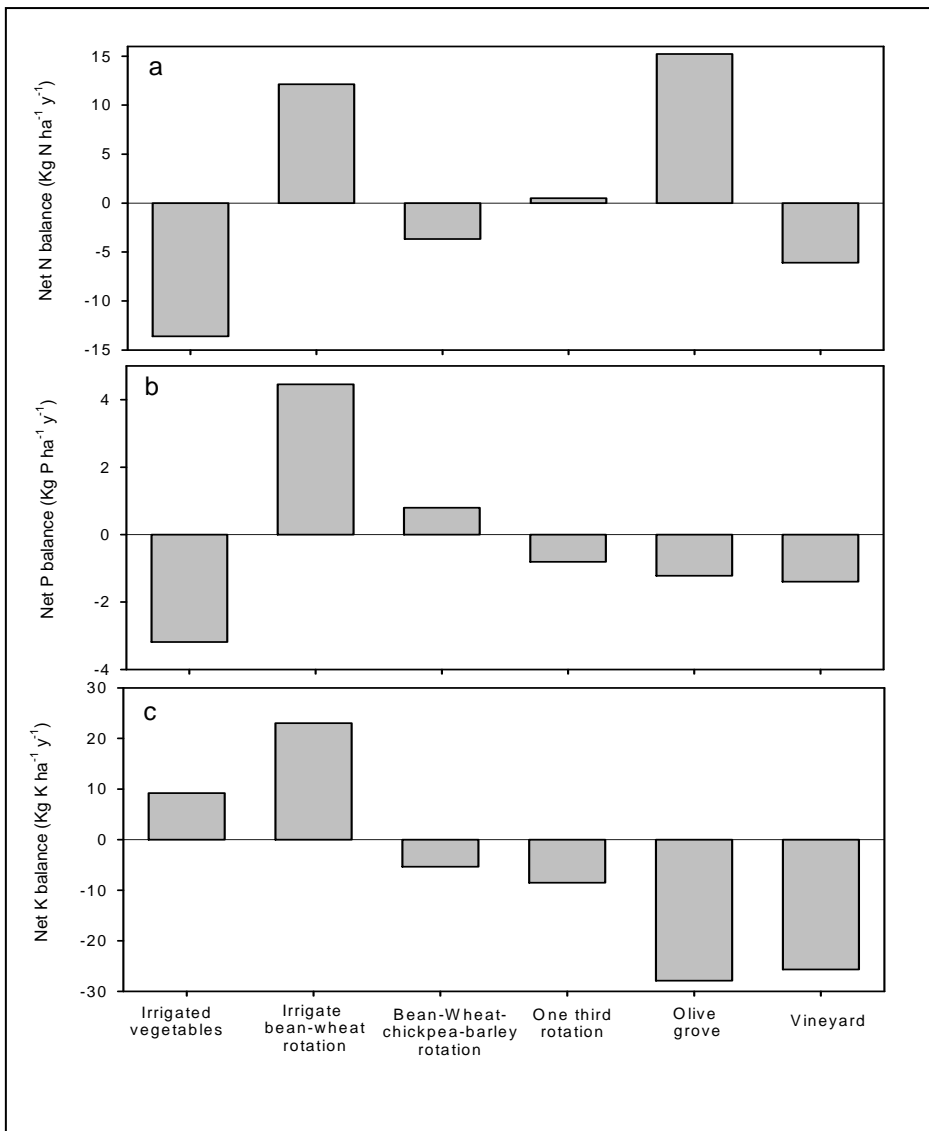 a
Net N balance (Kg N ha⁻¹ y⁻¹)
15
10
5
0
-5
-10
-15
b
Net P balance (Kg P ha⁻¹ y⁻¹)
4
2
0
-2
-4
c
Net K balance (Kg K ha⁻¹ y⁻¹)
30
20
10
0
-10
-20
-30
Irrigated
vegetables
Irrigate
bean-wheat
rotation
Bean-Wheat-
chickpea-barley
rotation
One third
rotation
Olive
grove
Vineyard